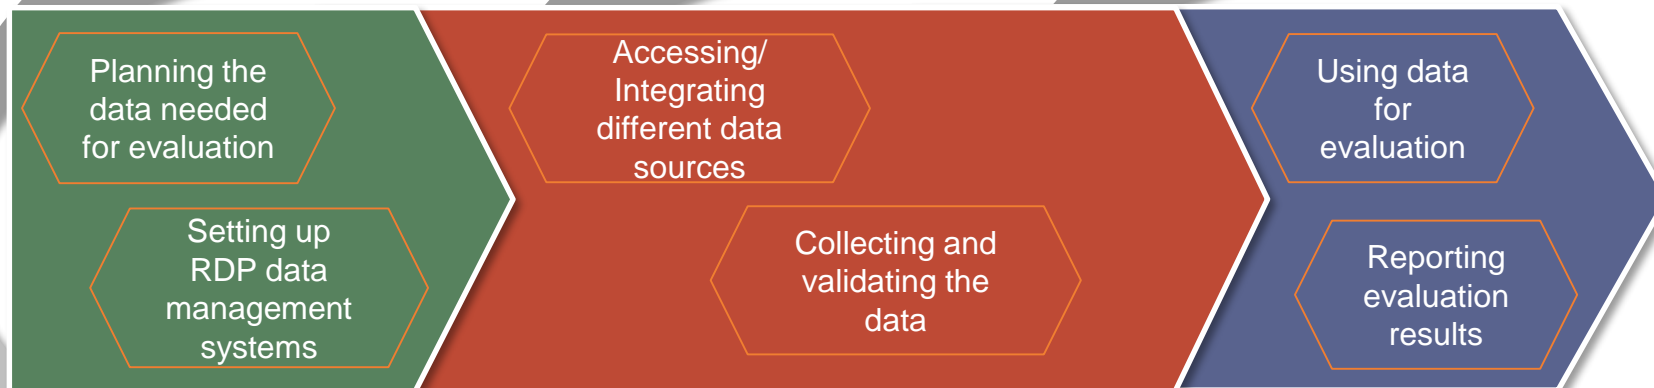 Planning the
data needed
for evaluation
Setting up
RDP data
management
systems
Accessing/
Integrating
different data
sources
Collecting and
validating the
data
Using data
for
evaluation
Reporting
evaluation
results